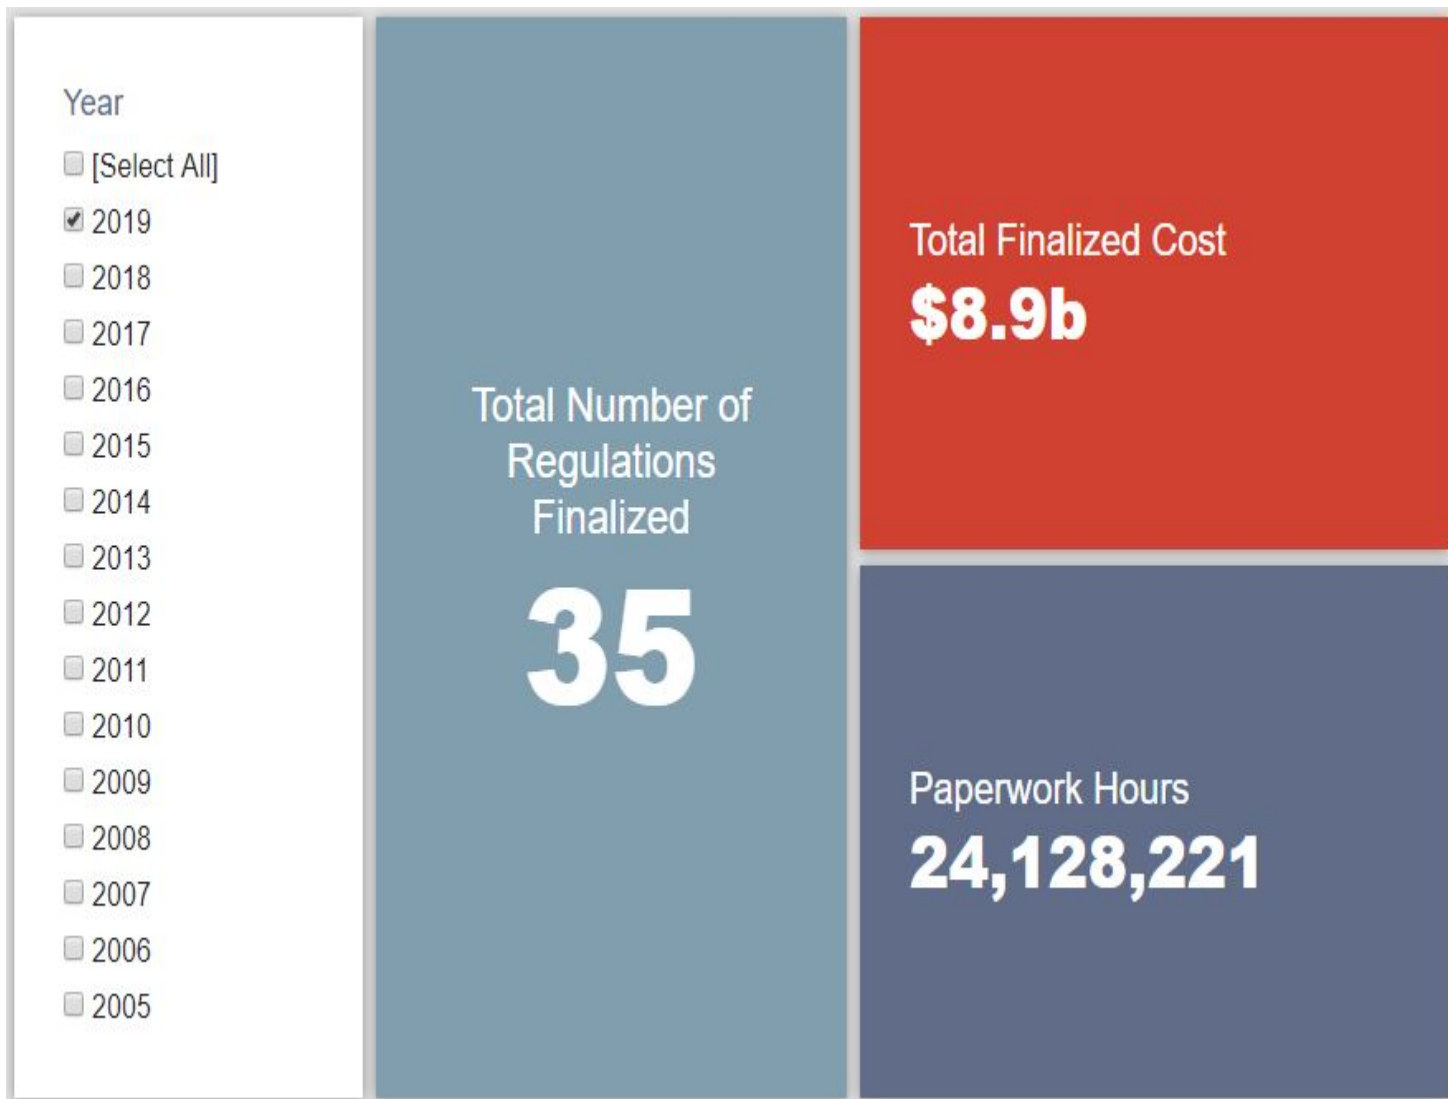 Year
[Select All]
2019
2018
2017
2016
2015
2014
2013
2012
2011
2010
2009
2008
2007
2006
2005
Total Number of
Regulations
Finalized
35
Total Finalized Cost
$8.9b
Paperwork Hours
24,128,221